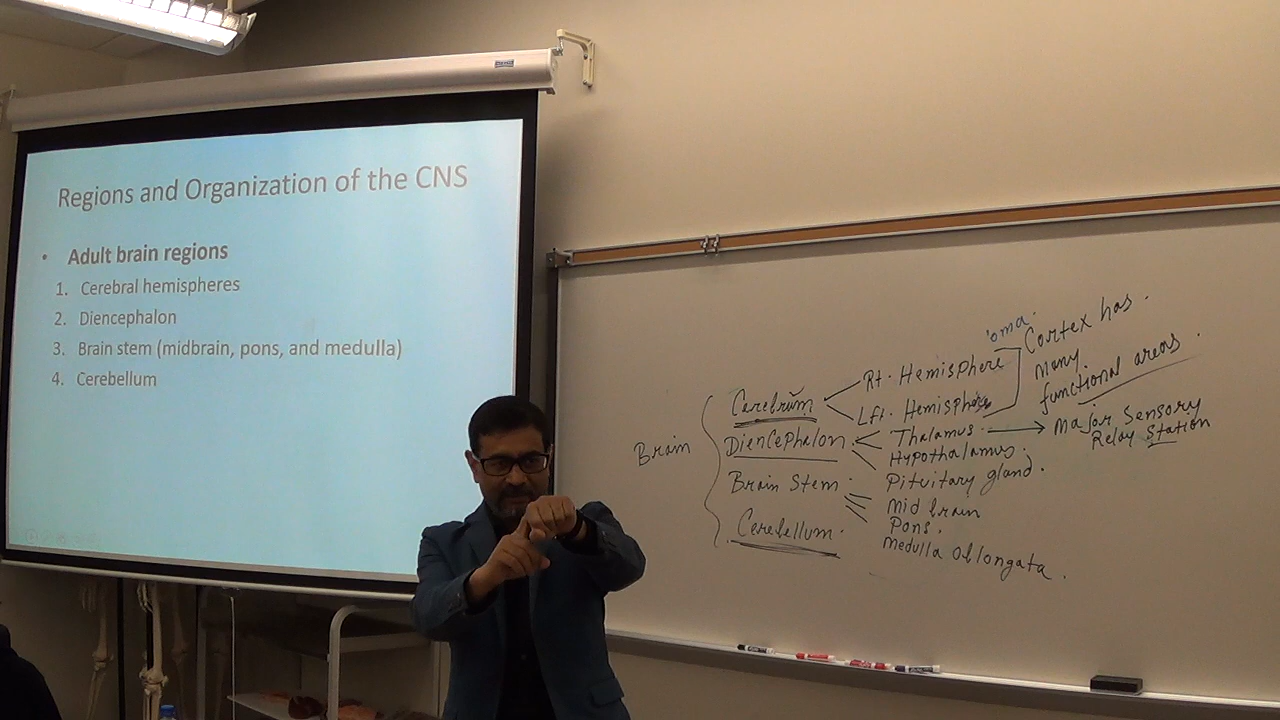 Regions and Organization of the CNS
• Adult brain regions
1. Cerebral hemispheres
2. Diencephalon
3. Brain stem (midbrain, pons, and medulla)
4. Cerebellum
Brain
Cerebrum
Diencephalon
Brain Stem
Cerebellum.
Rt. Hemisphere
Lft. Hemisphere
Thalamus
Hypothalamus.
Pituitary gland.
Mid brain
Pons.
Medulla Oblongata.
'oma'
Cortex has
many
functional areas.
Major Sensory
Relay Station